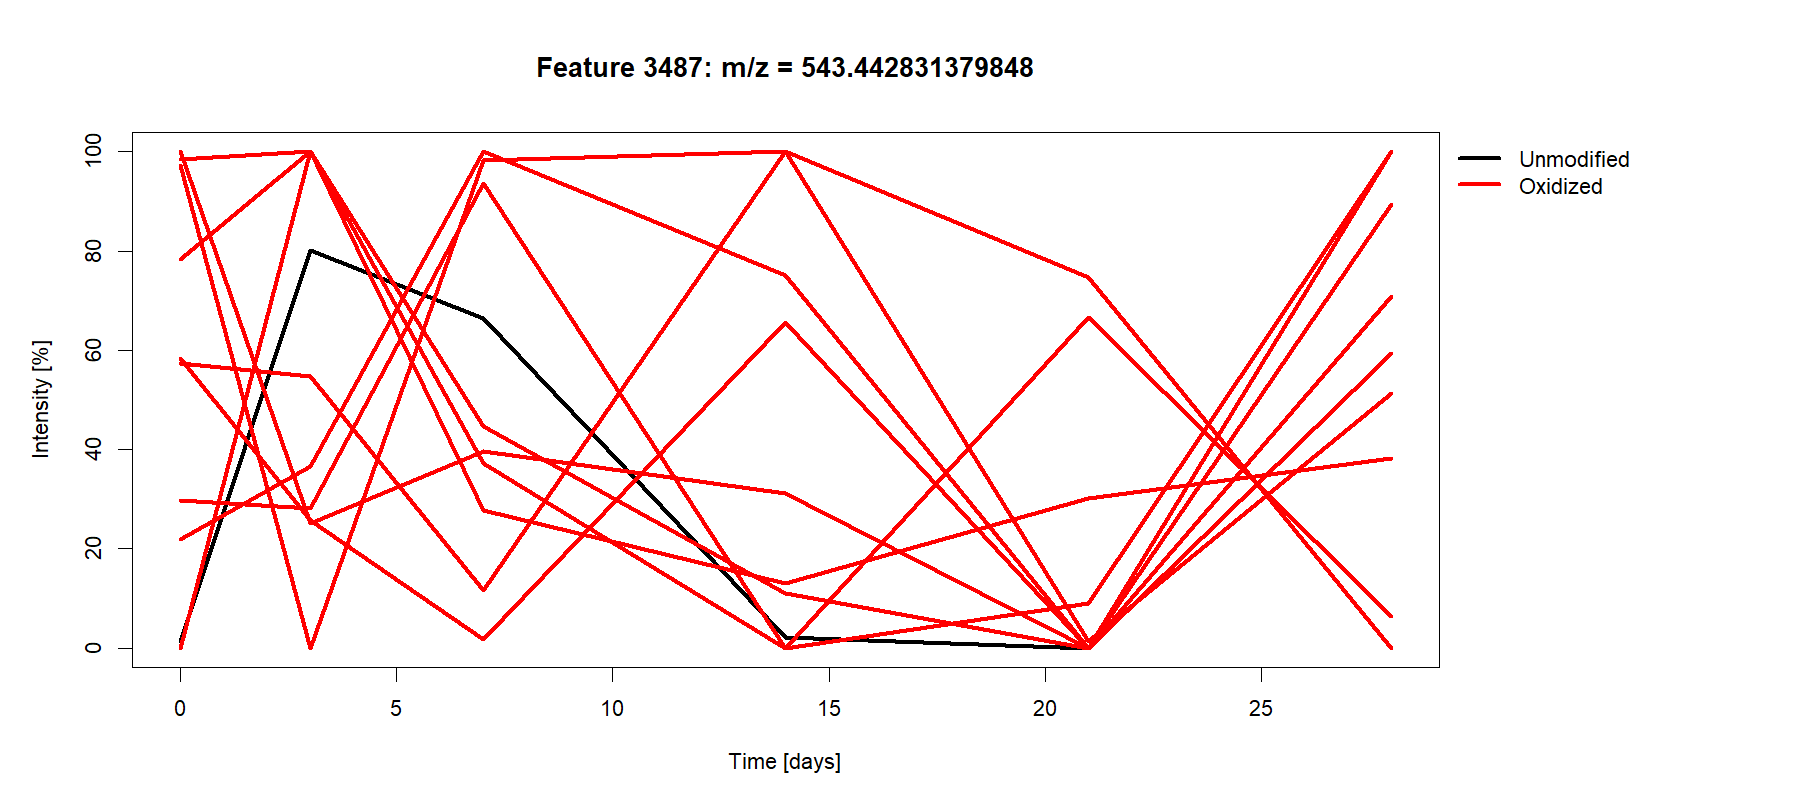 Feature 3487: m/z = 543.442831379848
Unmodified
Oxidized
100
80
60
40
20
0
Intensity [%]
0 5 10 15 20 25
Time [days]